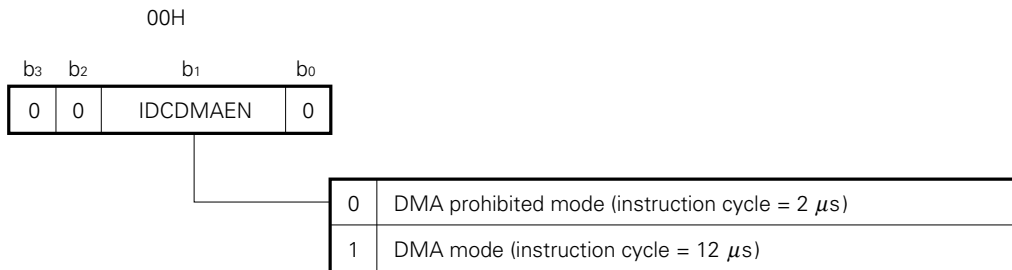 00H
b3 b2 b1 b0
0 0 IDCDMAEN 0
0 DMA prohibited mode (instruction cycle = 2 μs)
1 DMA mode (instruction cycle = 12 μs)